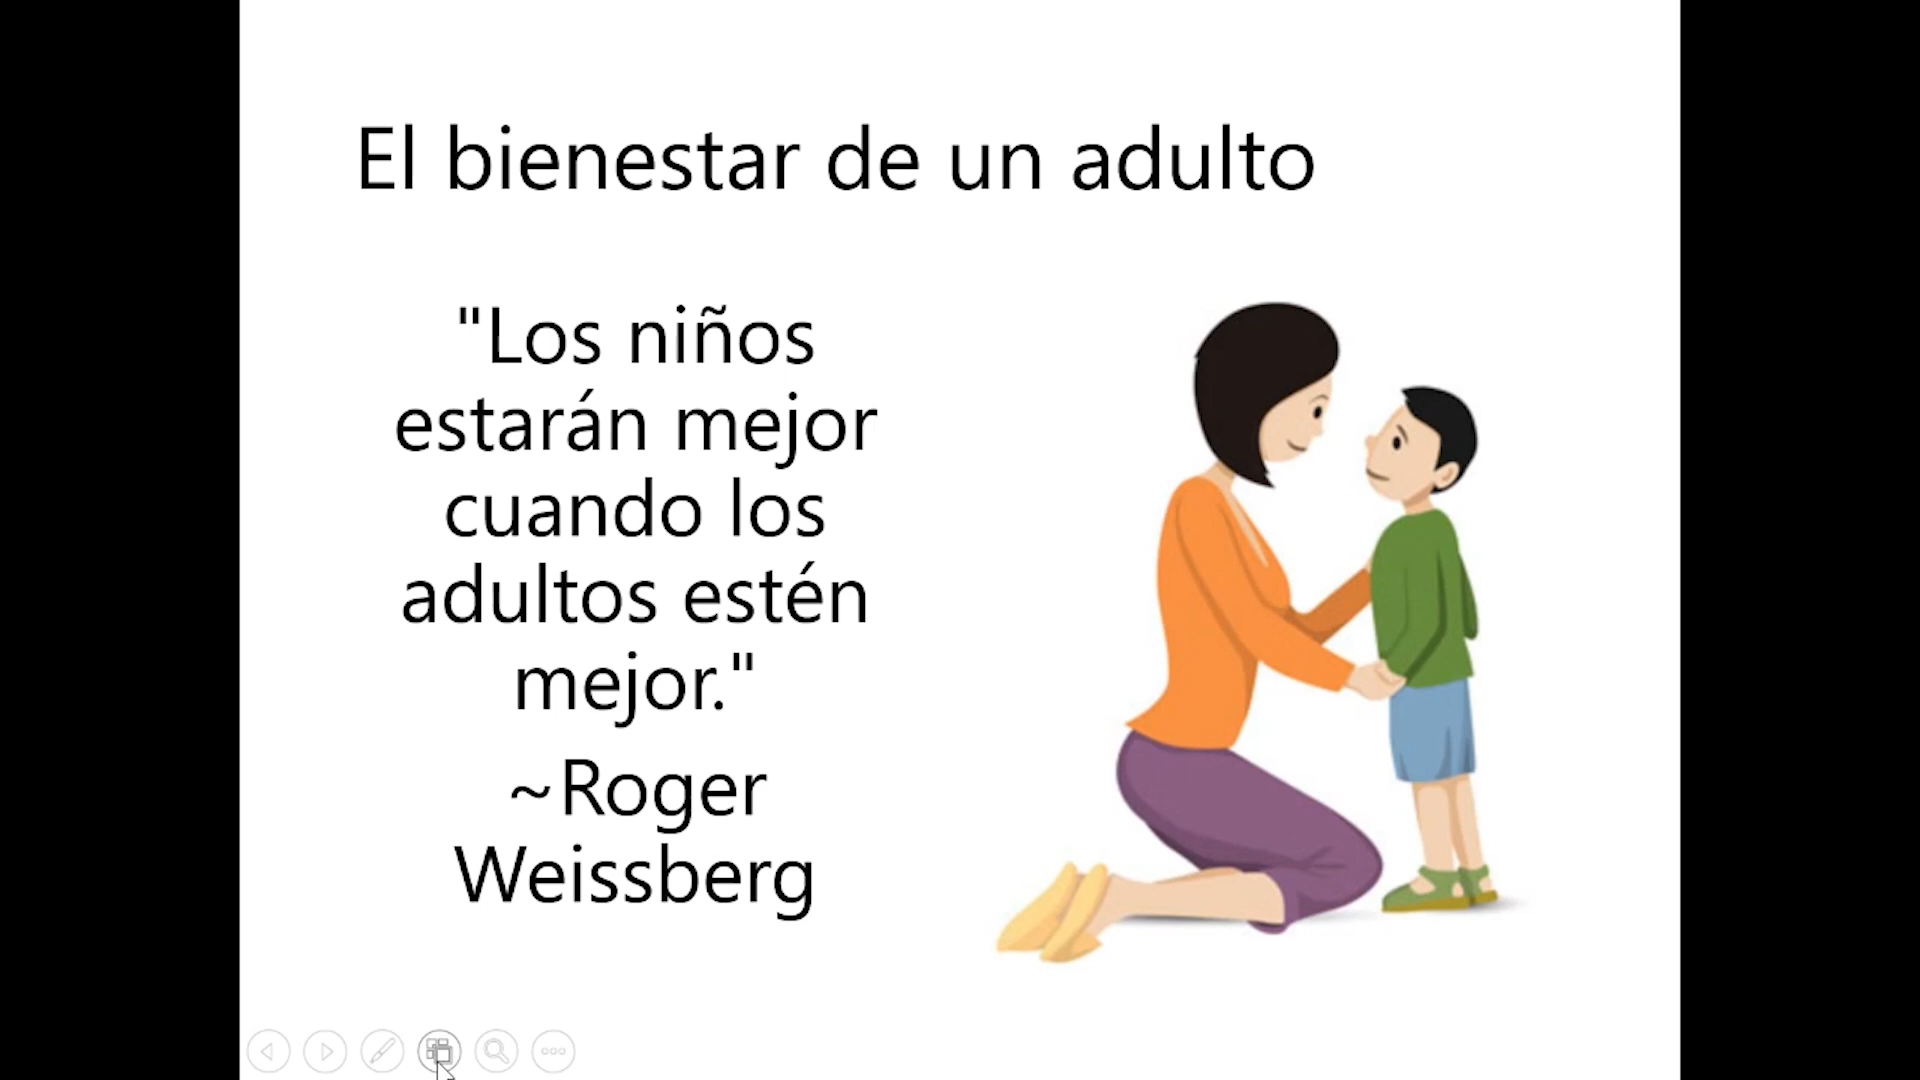 El bienestar de un adulto
"Los niños
estarán mejor
cuando los
adultos estén
mejor."
~Roger
Weissberg